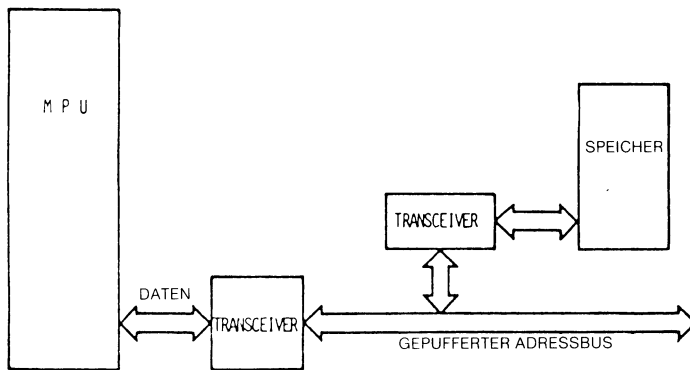 M P U
SPEICHER
TRANSCEIVER
DATEN
TRANSCEIVER
GEPUFFERTER ADRESSBUS